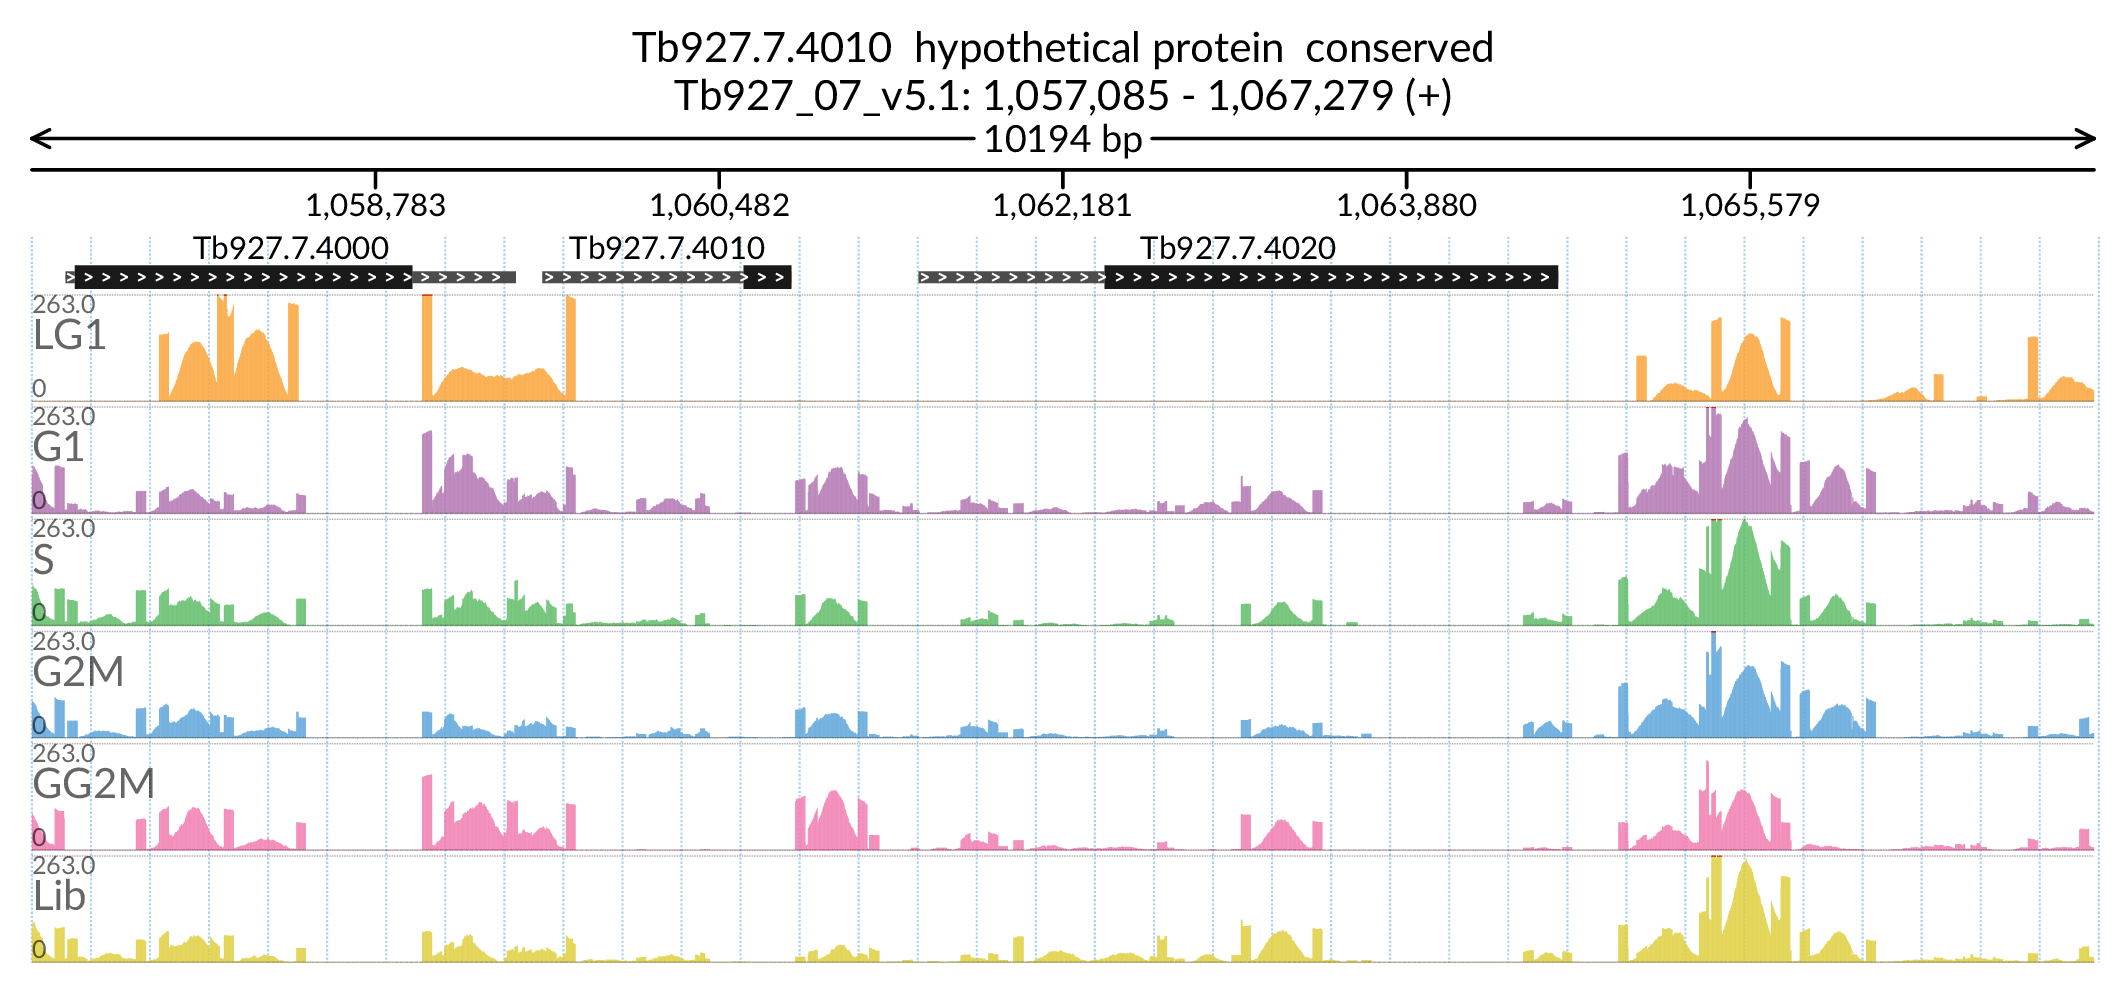 Tb927.7.4010 hypothetical protein conserved
Tb927_07_v5.1: 1,057,085 - 1,067,279 (+)
10194 bp
1,058,783 1,060,482 1,062,181 1,063,880 1,065,579
Tb927.7.4000 Tb927.7.4010 Tb927.7.4020
263.0
LG1
0
263.0
G1
0
263.0
S
0
263.0
G2M
0
263.0
GG2M
0
263.0
Lib
0